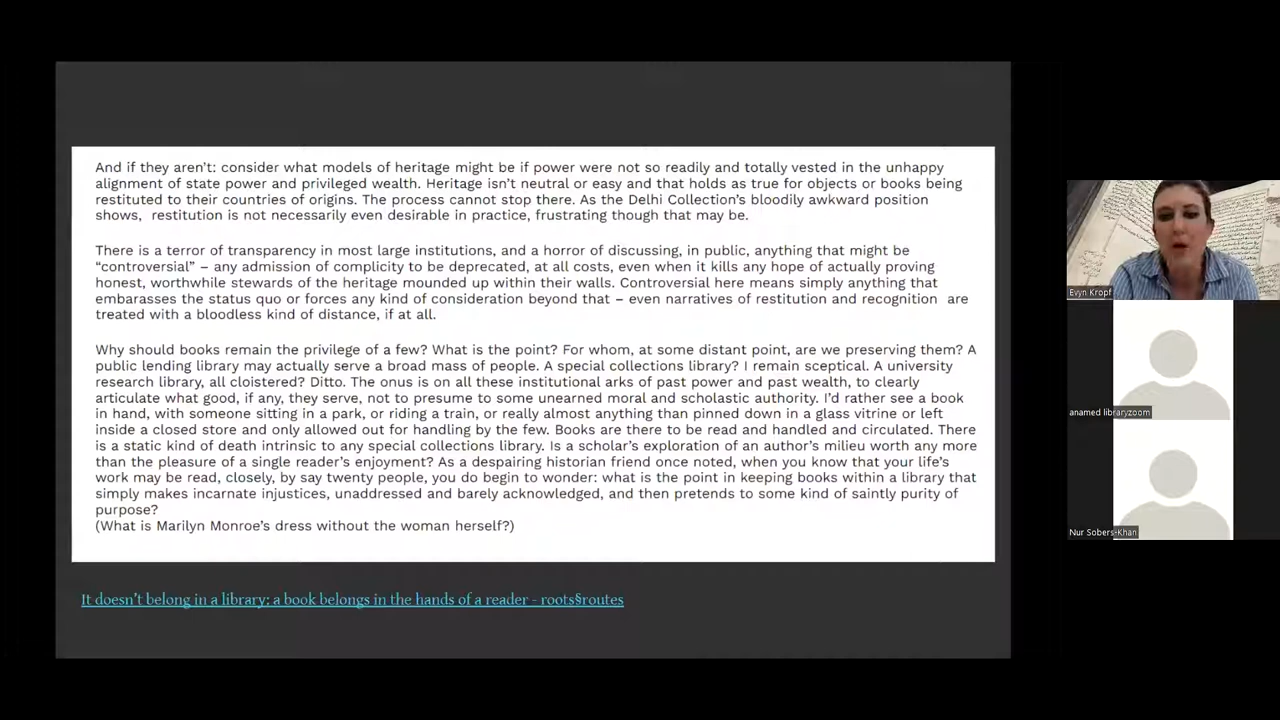 And if they aren't: consider what models of heritage might be if power were not so readily and totally vested in the unhappy
alignment of state power and privileged wealth. Heritage isn't neutral or easy and that holds as true for objects or books being
restituted to their countries of origins. The process cannot stop there. As the Delhi Collection's bloodily awkward position
shows,  restitution is not necessarily even desirable in practice, frustrating though that may be.
There is a terror of transparency in most large institutions, and a horror of discussing, in public, anything that might be
“controversial” – any admission of complicity to be deprecated, at all costs, even when it kills any hope of actually proving
honest, worthwhile stewards of the heritage mounded up within their walls. Controversial here means simply anything that
embarasses the status quo or forces any kind of consideration beyond that – even narratives of restitution and recognition  are
treated with a bloodless kind of distance, if at all.
Why should books remain the privilege of a few? What is the point? For whom, at some distant point, are we preserving them? A
public lending library may actually serve a broad mass of people. A special collections library? I remain sceptical. A university
research library, all cloistered? Ditto. The onus is on all these institutional arks of past power and past wealth, to clearly
articulate what good, if any, they serve, not to presume to some unearned moral and scholastic authority. I'd rather see a book
in hand, with someone sitting in a park, or riding a train, or really almost anything than pinned down in a glass vitrine or left
inside a closed store and only allowed out for handling by the few. Books are there to be read and handled and circulated. There
is a static kind of death intrinsic to any special collections library. Is a scholar's exploration of an author's milieu worth any more
than the pleasure of a single reader's enjoyment? As a despairing historian friend once noted, when you know that your life's
work may be read, closely, by say twenty people, you do begin to wonder: what is the point in keeping books within a library that
simply makes incarnate injustices, unaddressed and barely acknowledged, and then pretends to some kind of saintly purity of
purpose?
(What is Marilyn Monroe's dress without the woman herself?)
It doesn't belong in a library: a book belongs in the hands of a reader - roots§routes
Evyn Kropf
anamed libraryzoom
Nur Sobers-Khan